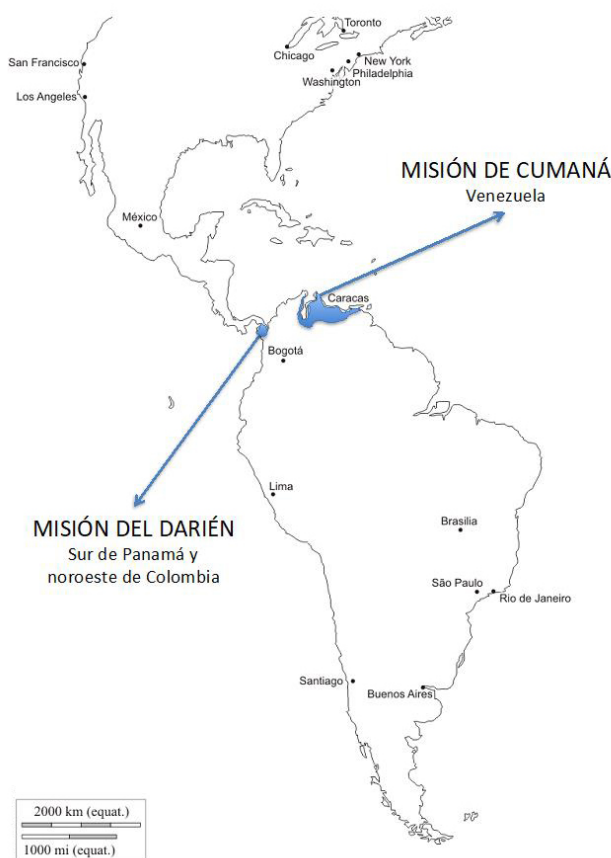 Toronto
Chicago
New York
Philadelphia
Washington
San Francisco
Los Angeles
MISIÓN DE CUMANÁ
Venezuela
México
Caracas
Bogotá
Lima
MISIÓN DEL DARIÉN
Sur de Panamá y
noroeste de Colombia
Brasilia
São Paulo
Rio de Janeiro
Santiago
Buenos Aires
2000 km (equat.)
1000 mi (equat.)